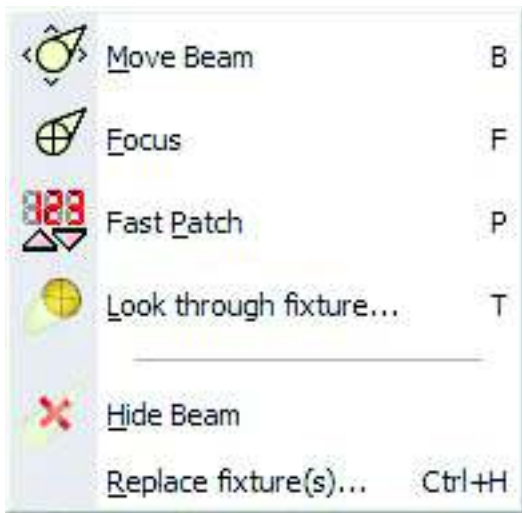 Move Beam B
Focus F
123
Fast Patch P
Look through fixture... T
Hide Beam
Replace fixture(s)... Ctrl+H